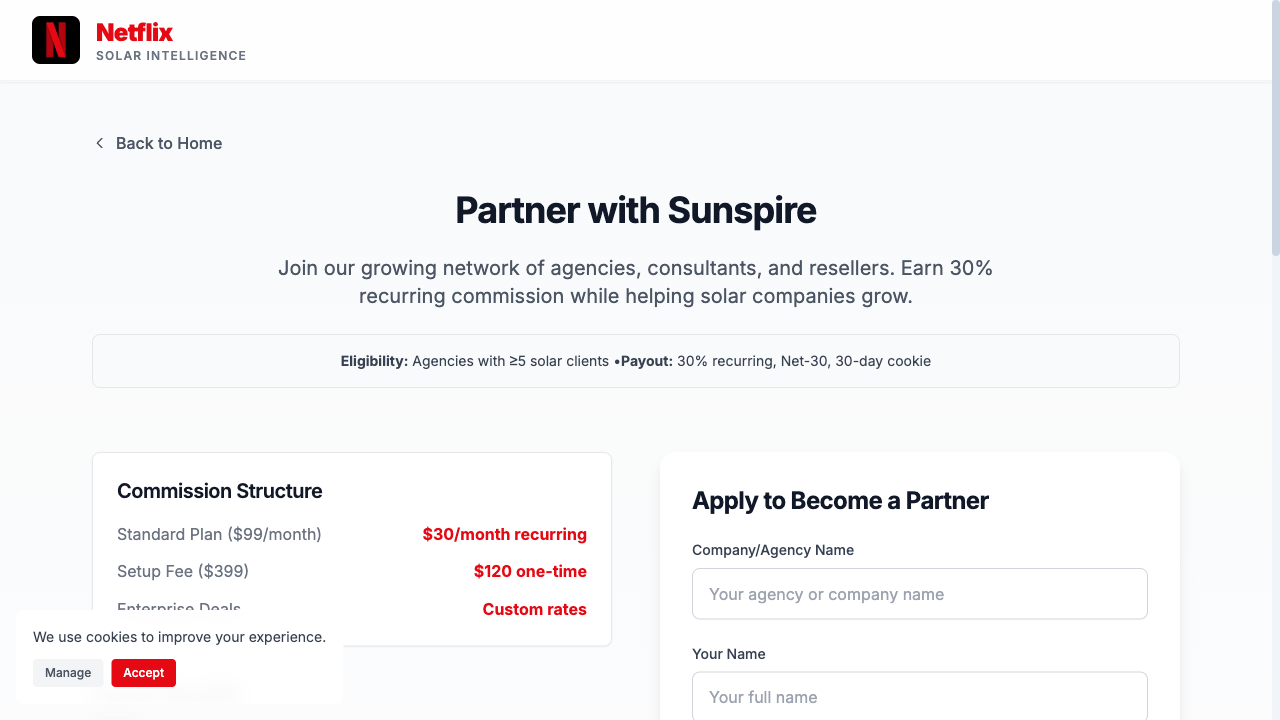 Netflix
SOLAR INTELLIGENCE
Back to Home
Partner with Sunspire
Join our growing network of agencies, consultants, and resellers. Earn 30%
recurring commission while helping solar companies grow.
Eligibility: Agencies with ≥5 solar clients •Payout: 30% recurring, Net-30, 30-day cookie
Commission Structure
Standard Plan ($99/month) $30/month recurring
Setup Fee ($399) $120 one-time
Enterprise Deals Custom rates
Apply to Become a Partner
Company/Agency Name
Your agency or company name
Your Name
Your full name
We use cookies to improve your experience.
Manage Accept